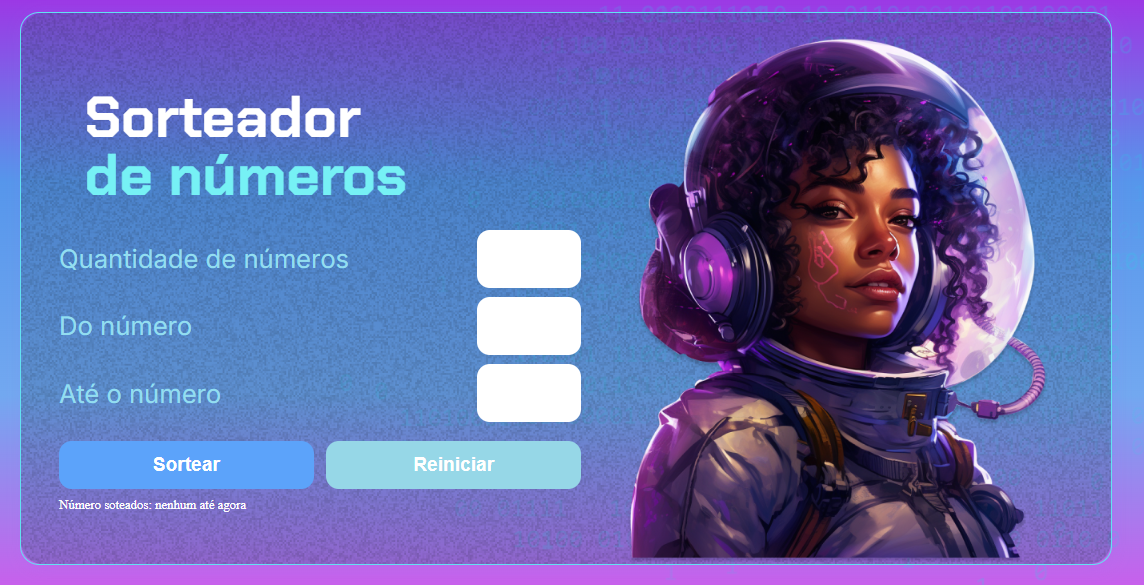 Sorteador
de números
Quantidade de números
Do número
Até o número
Sortear
Reiniciar
Número soteados: nenhum até agora